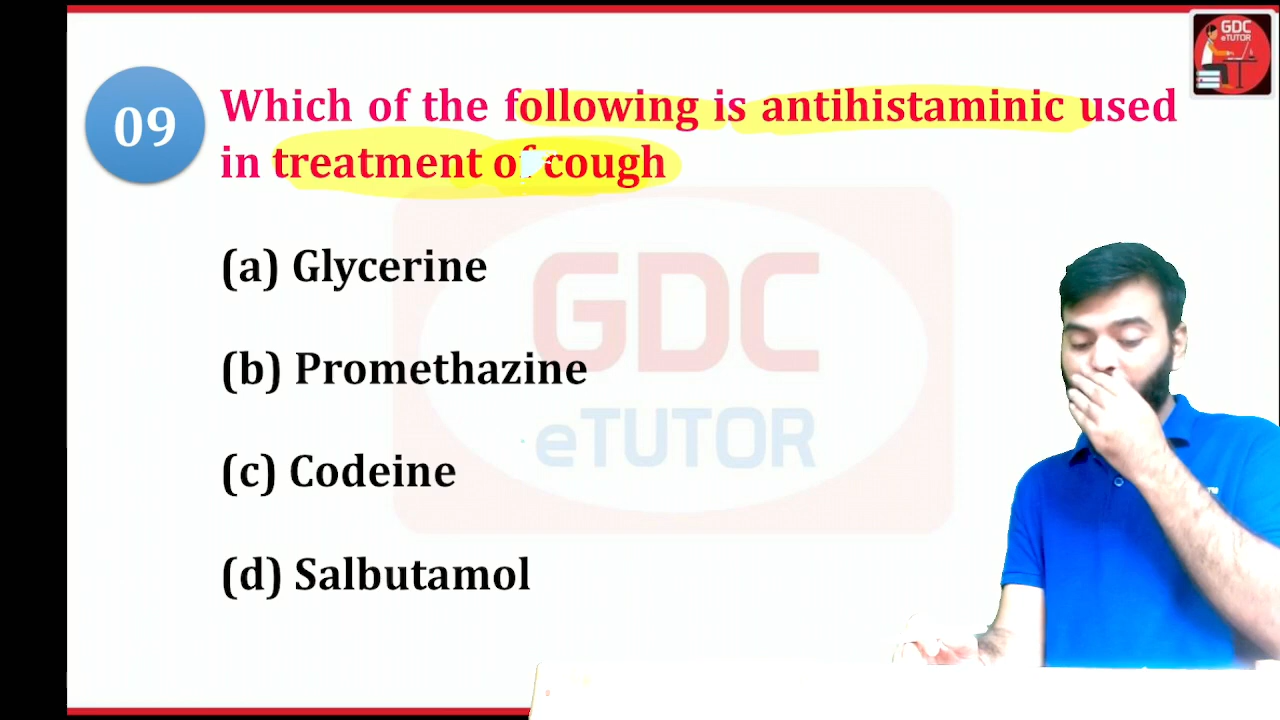 GDC
eTUTOR
09
Which of the following is antihistaminic used
in treatment of cough
(a) Glycerine
(b) Promethazine
(c) Codeine
(d) Salbutamol
GDC
eTUTOR